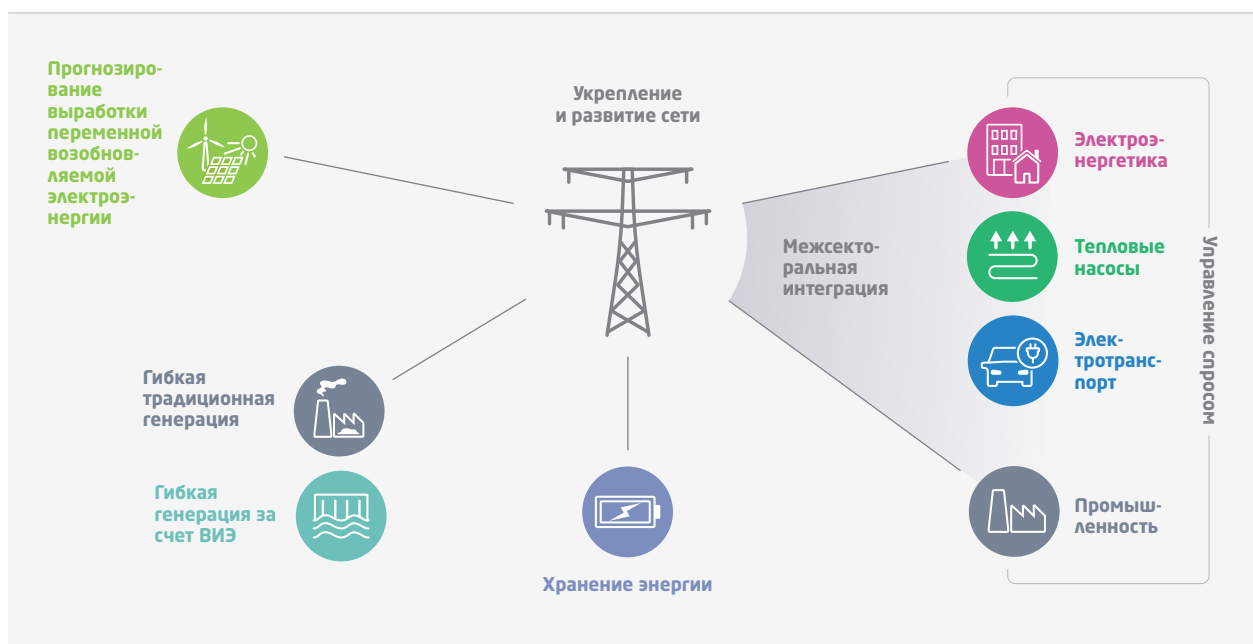 Прогнозиро-
вание
выработки
переменной
возобнов-
ляемой
электроэ-
нергии
Укрепление
и развитие сети
Межсекто-
ральная
интеграция
Электроэ-
нергетика
Тепловые
насосы
Элек-
тротранс-
порт
Промыш-
ленность
Управление спросом
Гибкая
традиционная
генерация
Гибкая
генерация за
счет ВИЭ
Хранение энергии